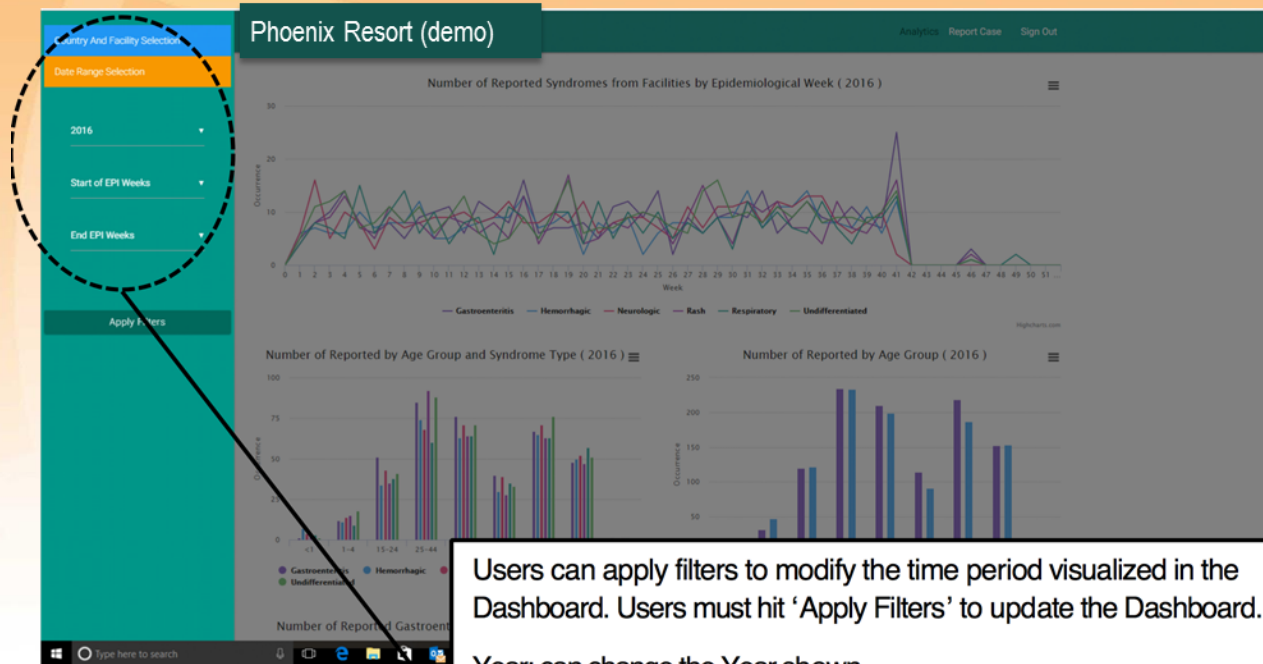 Phoenix Resort (demo)
Country And Facility Selection
Date Range Selection
2016
Start of EPI Weeks
End EPI Weeks
Apply Filters
Analytics Report Case Sign Out
Number of Reported Syndromes from Facilities by Epidemiological Week ( 2016 )
30
20
10
0
Occurrence
0 1 2 3 4 5 6 7 8 9 10 11 12 13 14 15 16 17 18 19 20 21 22 23 24 25 26 27 28 29 30 31 32 33 34 35 36 37 38 39 40 41 42 43 44 45 46 47 48 49 50 51 ...
Week
Gastroenteritis Hemorrhagic Neurologic Rash Respiratory Undifferentiated
Highcharts.com
Number of Reported by Age Group and Syndrome Type ( 2016 )
100
75
50
25
0
Occurrence
<1 1-4 15-24 25-44
Gastroenteritis Hemorrhagic
Undifferentiated
Number of Reported by Age Group ( 2016 )
250
200
150
100
50
Occurrence
Number of Reported Gastroent
Users can apply filters to modify the time period visualized in the
Dashboard. Users must hit ‘Apply Filters’ to update the Dashboard.
Year: can change the Year shown
Type here to search